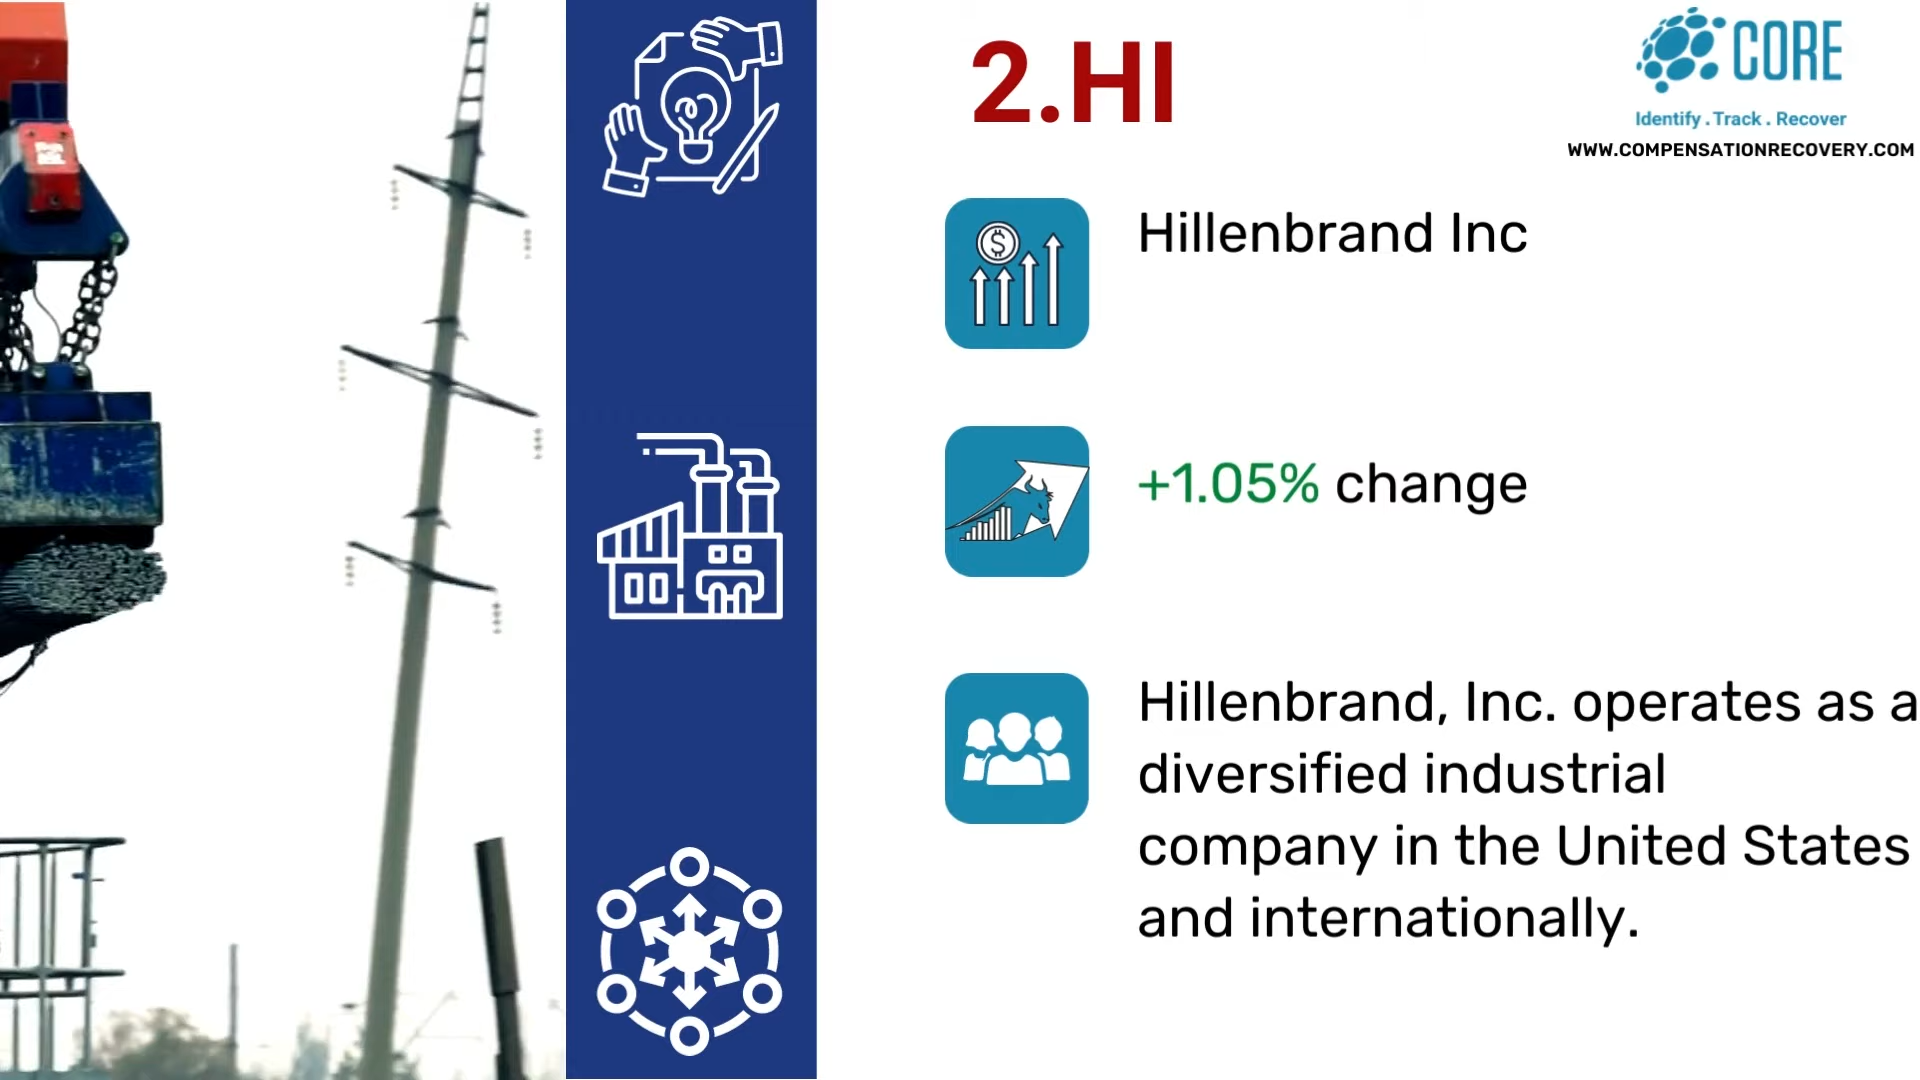 2.HI
CORE
Identify . Track . Recover
WWW.COMPENSATIONRECOVERY.COM
Hillenbrand Inc
$
+1.05% change
Hillenbrand, Inc. operates as a
diversified industrial
company in the United States
and internationally.